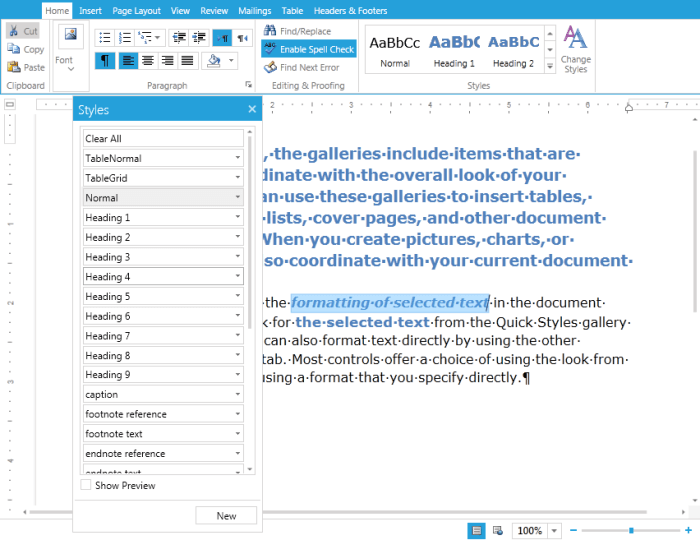 Home Insert Page Layout View Review Mailings Table Headers & Footers
Cut
Copy
Paste
Clipboard
Font
Paragraph
Find/Replace
Enable Spell Check
Find Next Error
Editing & Proofing
AaBbCc
Normal
AaBb(
Heading 1
AaBbC
Heading 2
Change
Styles
Styles
2 3 4 5 6 7
Styles
Clear All
TableNormal
TableGrid
Normal
Heading 1
Heading 2
Heading 3
Heading 4
Heading 5
Heading 6
Heading 7
Heading 8
Heading 9
caption
footnote reference
footnote text
endnote reference
endnote text
Show Preview
New
,·the·galleries·include·items·that·are·
dinate·with·the·overall·look·of·your·
an·use·these·galleries·to·insert·tables,·
lists,·cover·pages,·and·other·document·
When·you·create·pictures,·charts,·or·
so·coordinate·with·your·current·document·
the·formatting·of·selected·text·in·the·document·
k·for·the·selected·text·from·the·Quick·Styles·gallery·
can·also·format·text·directly·by·using·the·other·
tab.·Most·controls·offer·a·choice·of·using·the·look·from·
using·a·format·that·you·specify·directly.¶
100%